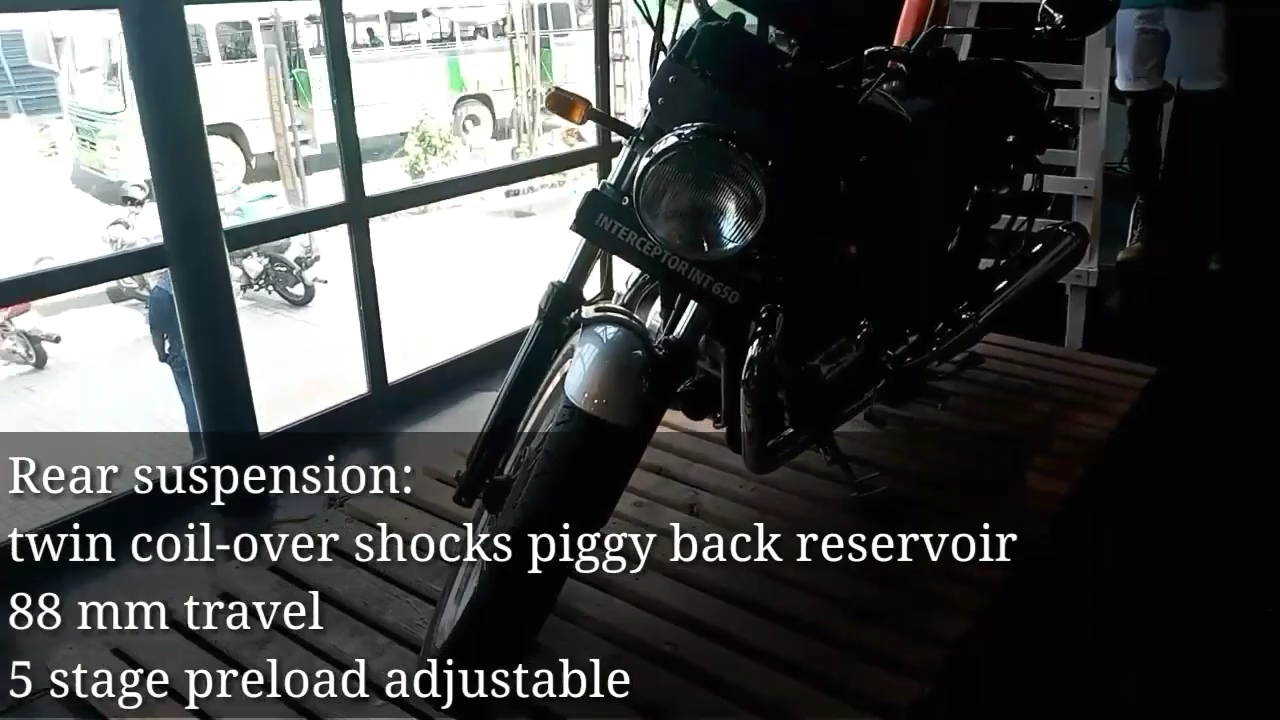 INTERCEPTOR INT 650
Rear suspension:
twin coil-over shocks piggy back reservoir
88 mm travel
5 stage preload adjustable